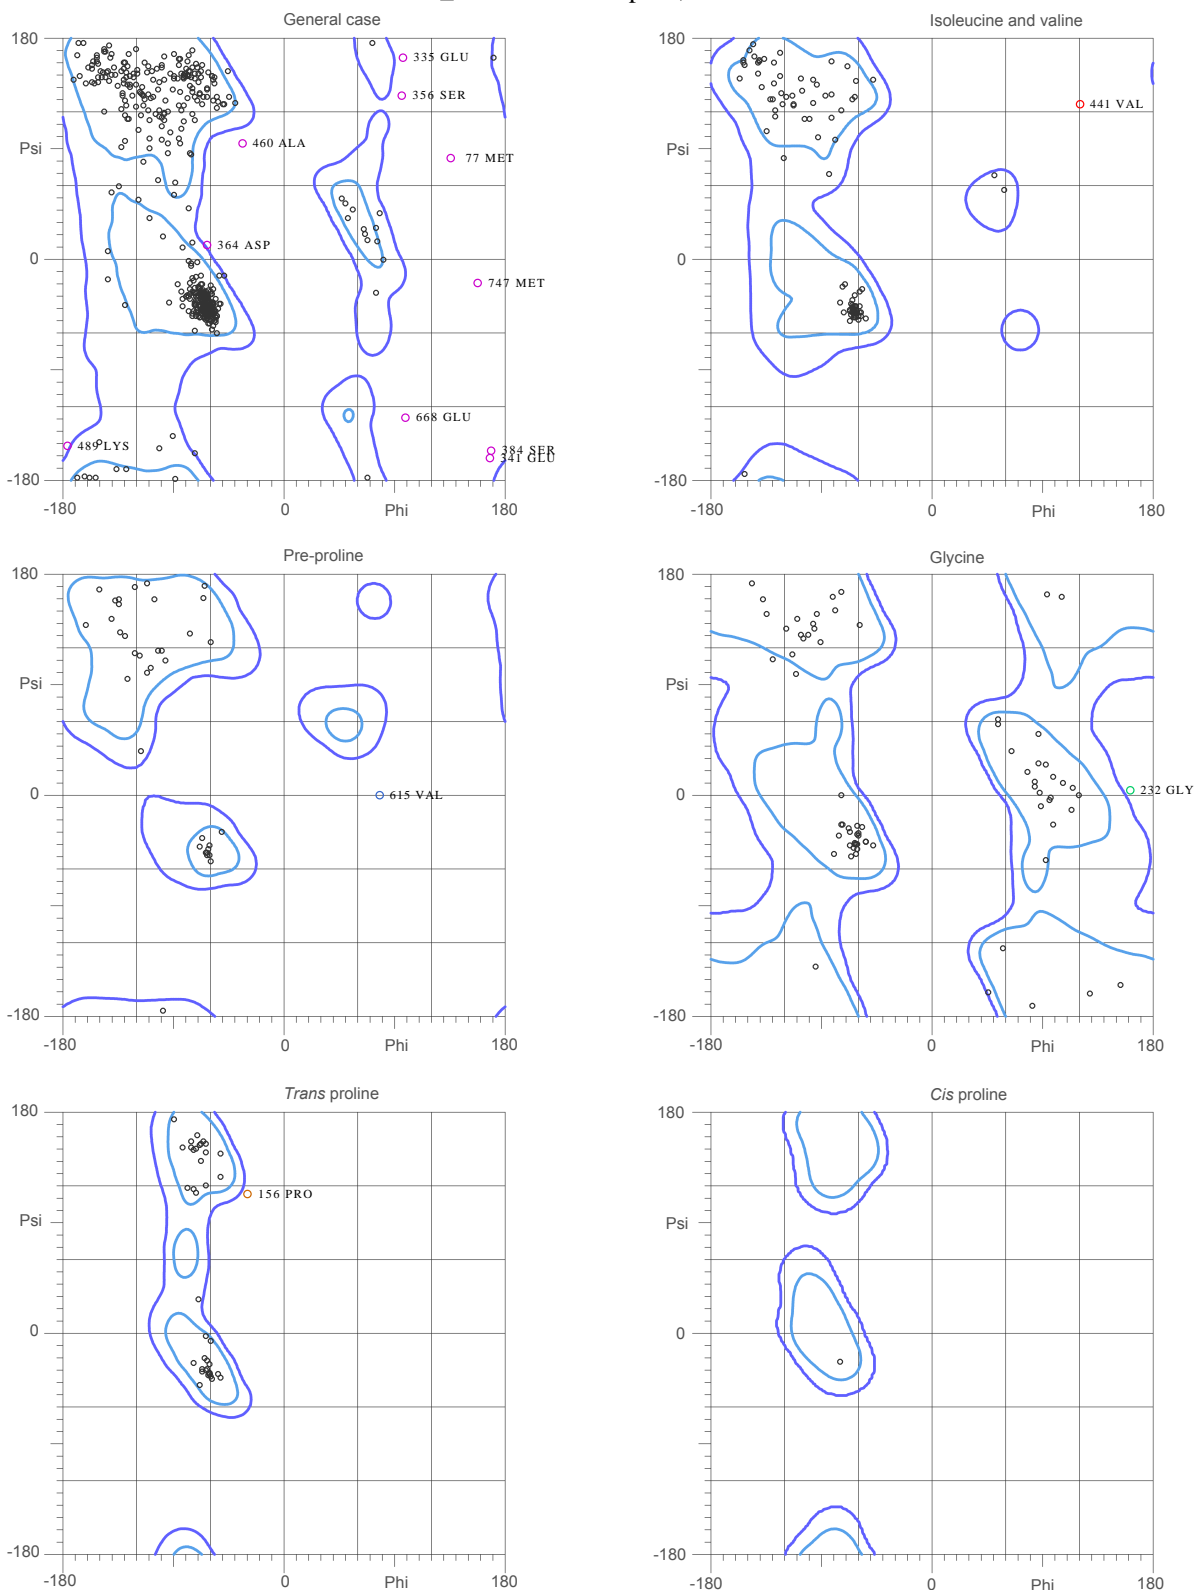 General case
Isoleucine and valine
180
180
335 GLU
356 SER
441 VAL
Psi
460 ALA
77 MET
Psi
364 ASP
0
0
747 MET
668 GLU
489 LYS
384 SER
341 GLU
-180
-180
-180
0
Phi
180
-180
0
Phi
180
Pre-proline
Glycine
180
180
Psi
Psi
0
615 VAL
0
232 GLY
-180
-180
-180
0
Phi
180
-180
0
Phi
180
Trans proline
Cis proline
180
180
156 PRO
Psi
Psi
0
0
-180
-180
-180
0
Phi
180
-180
0
Phi
180